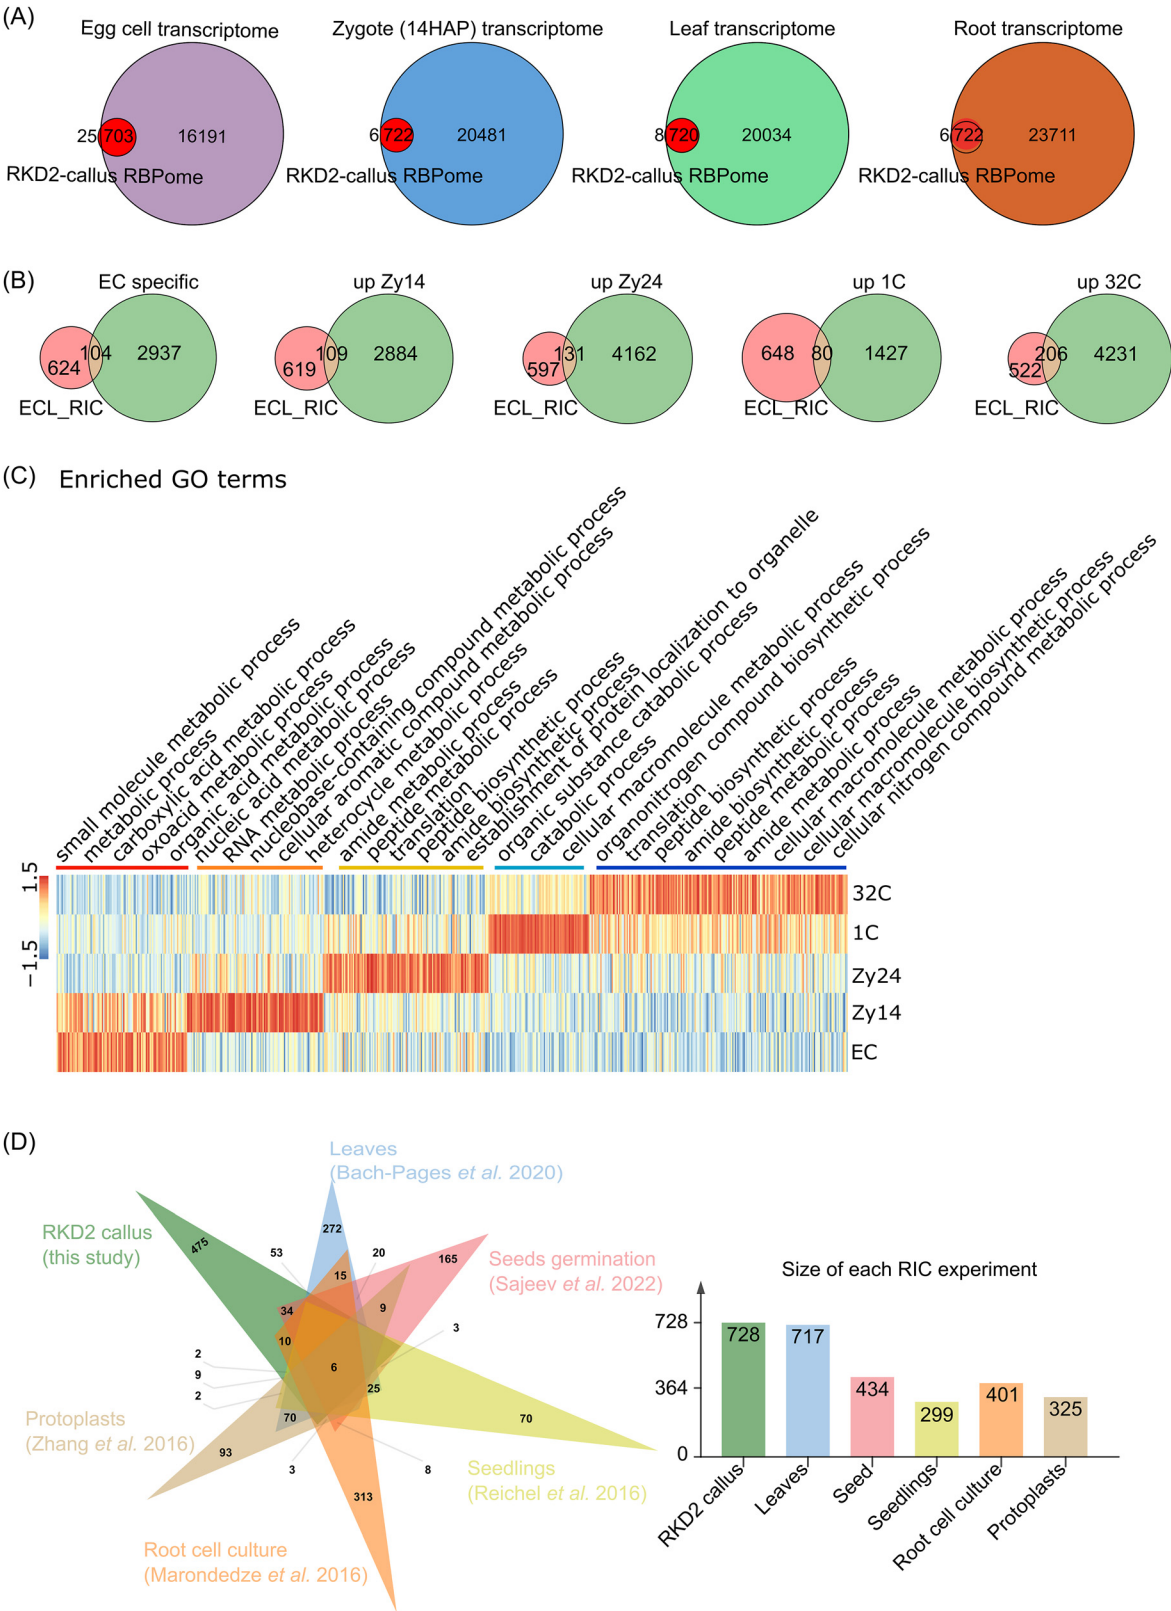 (A)
Egg cell transcriptome
Zygote (14HAP) transcriptome
Leaf transcriptome
Root transcriptome
25 703 16191
6 722 20481
8 720 20034
6 722 23711
RKD2-callus RBPome
RKD2-callus RBPome
RKD2-callus RBPome
RKD2-callus RBPome
(B)
EC specific
up Zy14
up Zy24
up 1C
up 32C
624 104 2937
619 109 2884
597 131 4162
648 80 1427
522 206 4231
ECL_RIC
ECL_RIC
ECL_RIC
ECL_RIC
ECL_RIC
(C) Enriched GO terms
small molecule metabolic process
metabolic process
carboxylic acid metabolic process
oxoacid metabolic process
organic acid metabolic process
nucleic acid metabolic process
RNA metabolic process
nucleobase-containing compound metabolic process
cellular aromatic compound metabolic process
heterocycle metabolic process
amide metabolic process
peptide metabolic process
translation
peptide biosynthetic process
amide biosynthetic process
establishment of protein localization to organelle
organic substance catabolic process
catabolic process
cellular macromolecule metabolic process
organonitrogen compound biosynthetic process
translation
peptide biosynthetic process
amide biosynthetic process
peptide metabolic process
amide metabolic process
cellular macromolecule metabolic process
cellular macromolecule biosynthetic process
cellular nitrogen compound metabolic process
1.5
−1.5
32C
1C
Zy24
Zy14
EC
(D)
Leaves
(Bach-Pages et al. 2020)
RKD2 callus
(this study)
Seeds germination
(Sajeev et al. 2022)
Protoplasts
(Zhang et al. 2016)
Seedlings
(Reichel et al. 2016)
Root cell culture
(Marondedze et al. 2016)
272
475
53
20
165
15
34
9
3
10
2
6
9
25
2
70
70
93
3
8
313
Size of each RIC experiment
728
364
0
728
717
434
299
401
325
RKD2 callus
Leaves
Seed
Seedlings
Root cell culture
Protoplasts